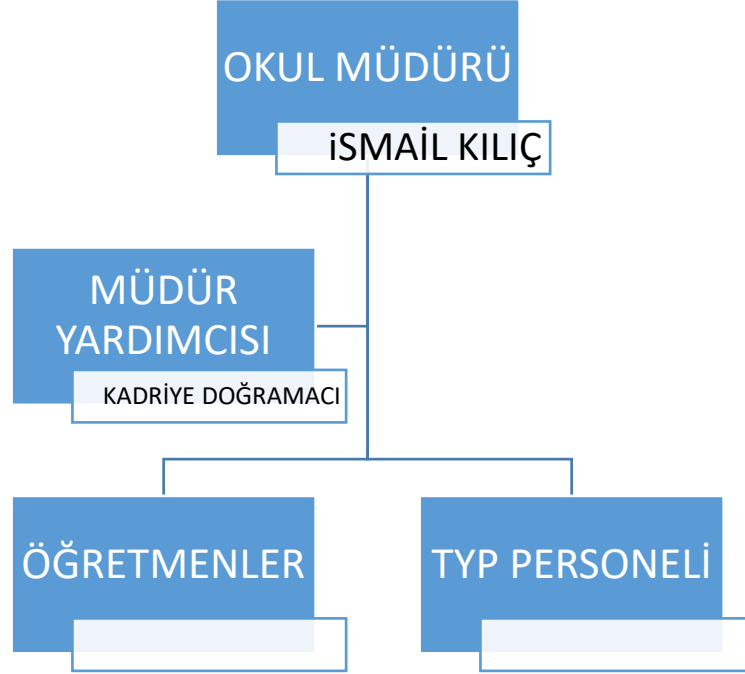 OKUL MÜDÜRÜ
iSMAİL KILIÇ
MÜDÜR
YARDIMCISI
KADRİYE DOĞRAMACI
ÖĞRETMENLER
TYP PERSONELİ